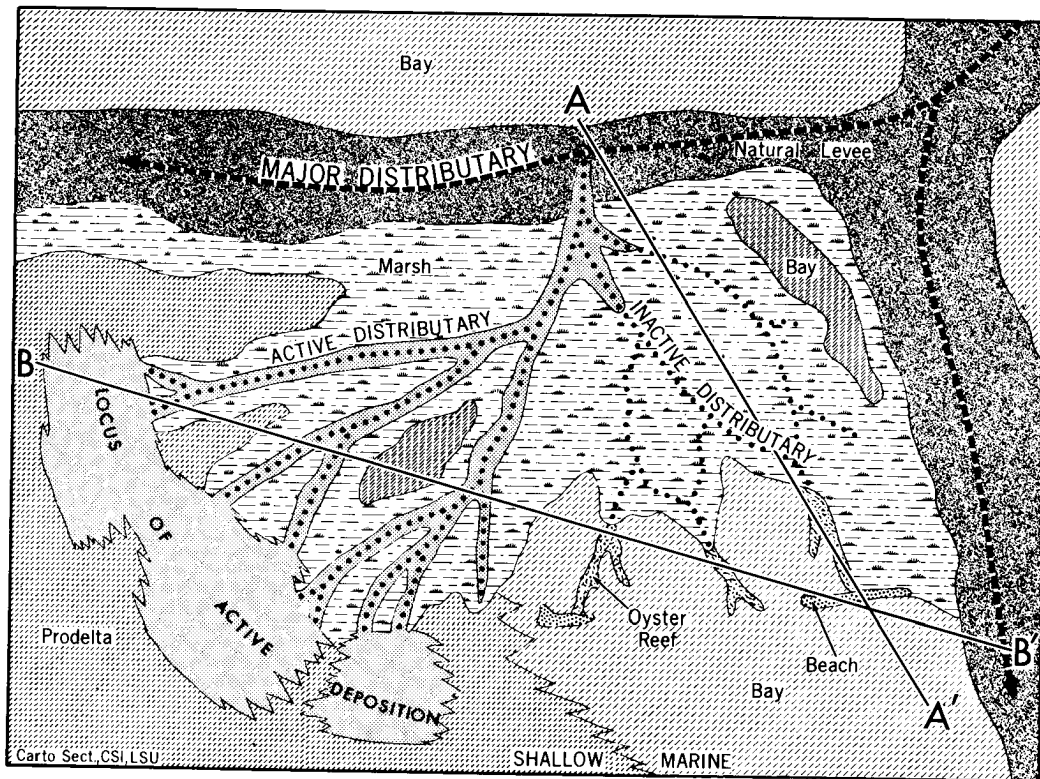 Bay
A
MAJOR DISTRIBUTARY
Natural Levee
Marsh
Bay
ACTIVE DISTRIBUTARY
INACTIVE DISTRIBUTARY
B
LOCUS
OF
ACTIVE
DEPOSITION
Prodelta
Oyster
Reef
Beach
Bay
B'
A'
Carto Sect.,CSI,LSU
SHALLOW MARINE